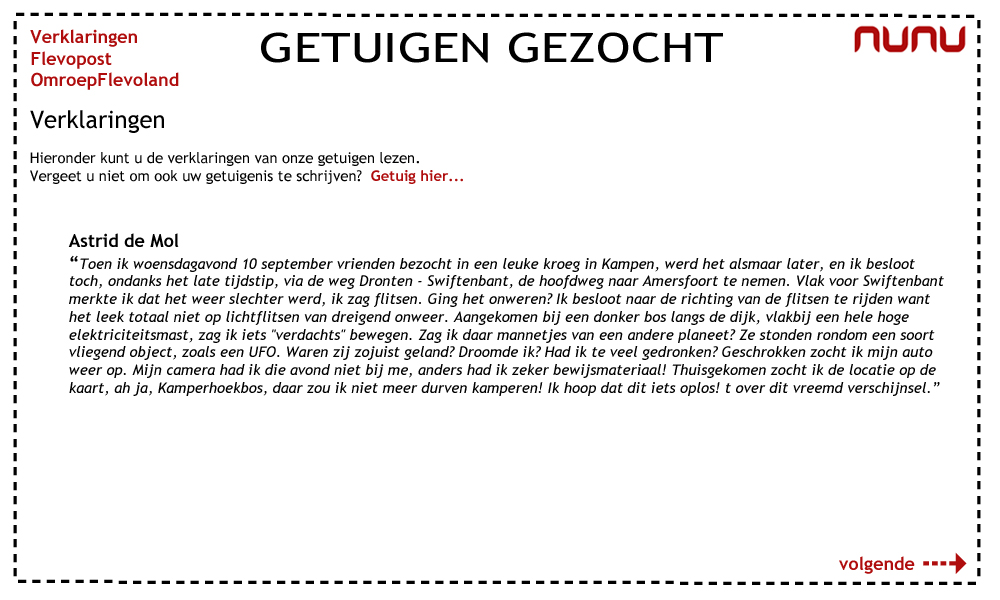 Verklaringen
Flevopost
OmroepFlevoland
GETUIGEN GEZOCHT
nunu
Verklaringen
Hieronder kunt u de verklaringen van onze getuigen lezen.
Vergeet u niet om ook uw getuigenis te schrijven? Getuig hier...
Astrid de Mol
“Toen ik woensdagavond 10 september vrienden bezocht in een leuke kroeg in Kampen, werd het alsmaar later, en ik besloot
toch, ondanks het late tijdstip, via de weg Dronten - Swiftenbant, de hoofdweg naar Amersfoort te nemen. Vlak voor Swiftenbant
merkte ik dat het weer slechter werd, ik zag flitsen. Ging het onweren? Ik besloot naar de richting van de flitsen te rijden want
het leek totaal niet op lichtflitsen van dreigend onweer. Aangekomen bij een donker bos langs de dijk, vlakbij een hele hoge
elektriciteitsmast, zag ik iets "verdachts" bewegen. Zag ik daar mannetjes van een andere planeet? Ze stonden rondom een soort
vliegend object, zoals een UFO. Waren zij zojuist geland? Droomde ik? Had ik te veel gedronken? Geschrokken zocht ik mijn auto
weer op. Mijn camera had ik die avond niet bij me, anders had ik zeker bewijsmateriaal! Thuisgekomen zocht ik de locatie op de
kaart, ah ja, Kamperhoekbos, daar zou ik niet meer durven kamperen! Ik hoop dat dit iets oplos! t over dit vreemd verschijnsel.”
volgende